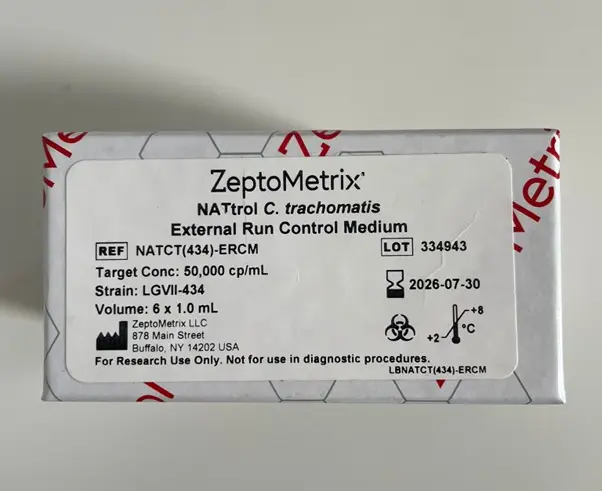 ZeptoMetrix
NATtrol C. trachomatis
External Run Control Medium
REF NATCT(434)-ERCM LOT 334943
Target Conc: 50,000 cp/mL
Strain: LGVII-434
2026-07-30
Volume: 6 x 1.0 mL
ZeptoMetrix LLC
878 Main Street
Buffalo, NY 14202 USA
+8
°C
+2
For Research Use Only. Not for use in diagnostic procedures.
LBNATCT(434)-ERCM